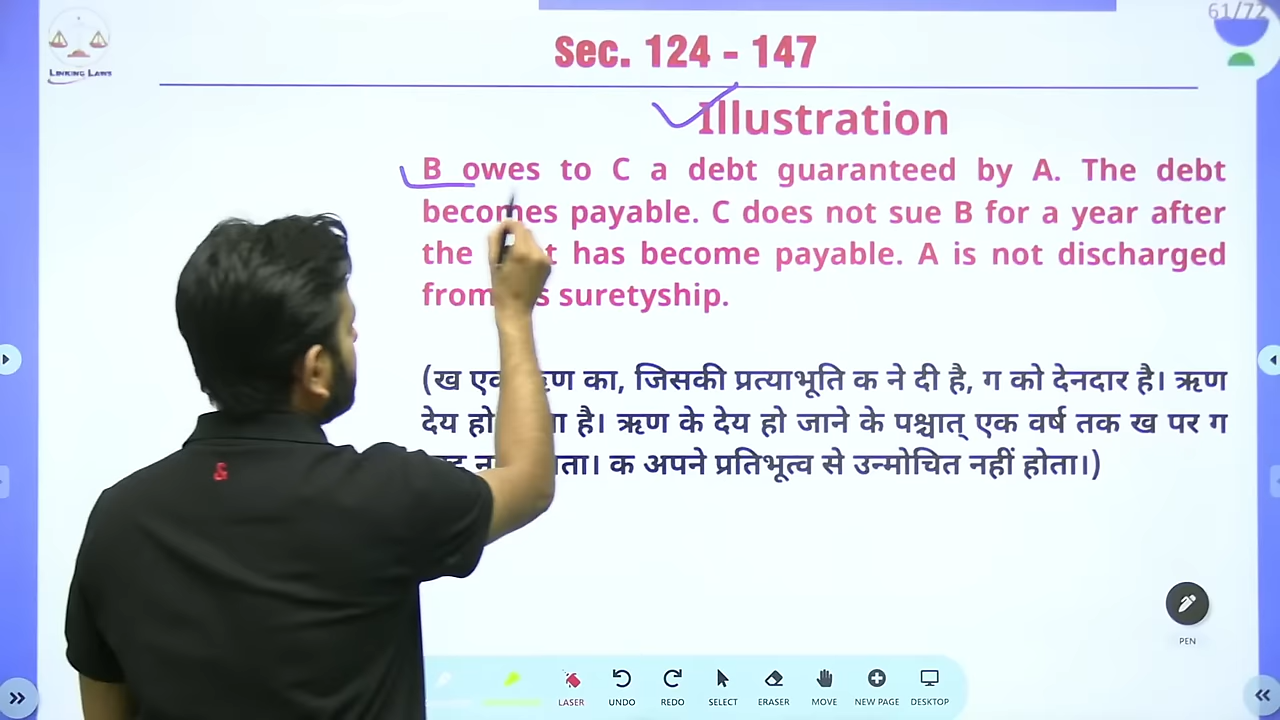 61/72
LINKING LAWS
Sec. 124 - 147
Illustration
B owes to C a debt guaranteed by A. The debt
becomes payable. C does not sue B for a year after
the has become payable. A is not discharged
from suretyship.
(ख का, जिसकी प्रत्याभूति क ने दी है, ग को देनदार है। ऋण
देय है। ऋण के देय हो जाने के पश्चात् एक वर्ष तक ख पर ग
क अपने प्रतिभूत्व से उन्मोचित नहीं होता।)
&
PEN
LASER UNDO REDO SELECT ERASER MOVE NEW PAGE DESKTOP